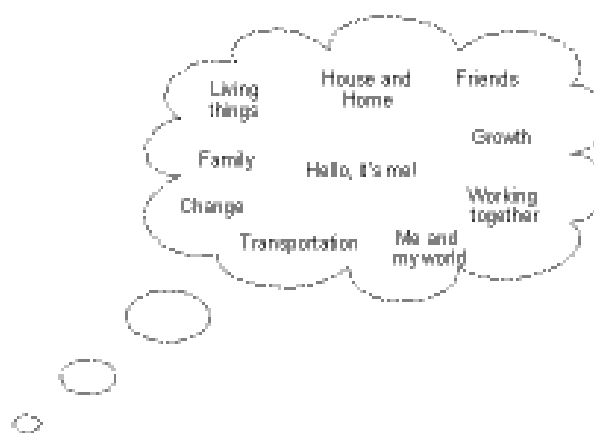 Living
things
House and
Home
Friends
Growth
Family
Hello, it's me!
Change
Working
together
Transportation
Me and
my world